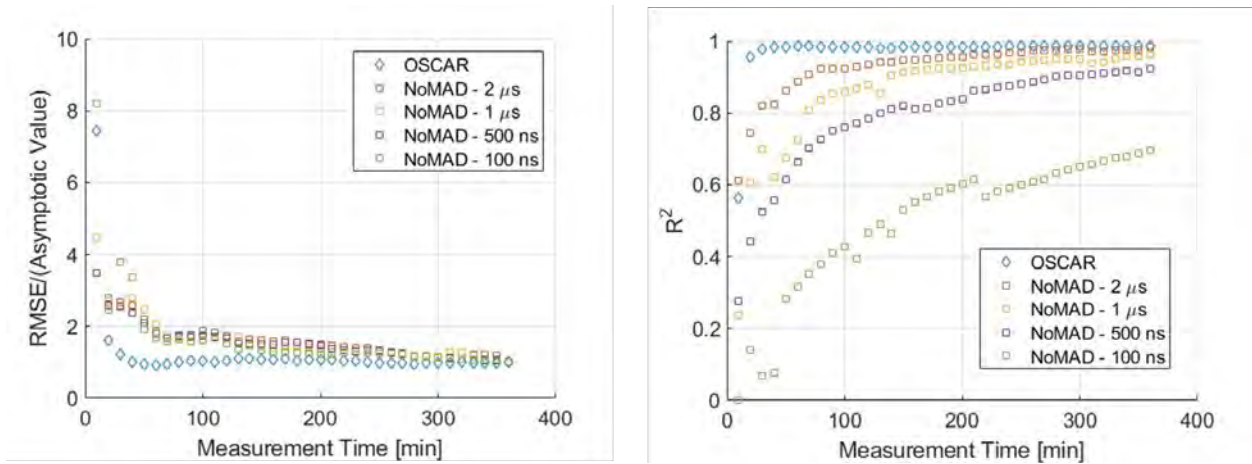 RMSE/(Asymptotic Value)
10
8
6
4
2
0
0 100 200 300 400
Measurement Time [min]
OSCAR
NoMAD - 2 μs
NoMAD - 1 μs
NoMAD - 500 ns
NoMAD - 100 ns
R²
1
0.8
0.6
0.4
0.2
0
0 100 200 300 400
Measurement Time [min]
OSCAR
NoMAD - 2 μs
NoMAD - 1 μs
NoMAD - 500 ns
NoMAD - 100 ns